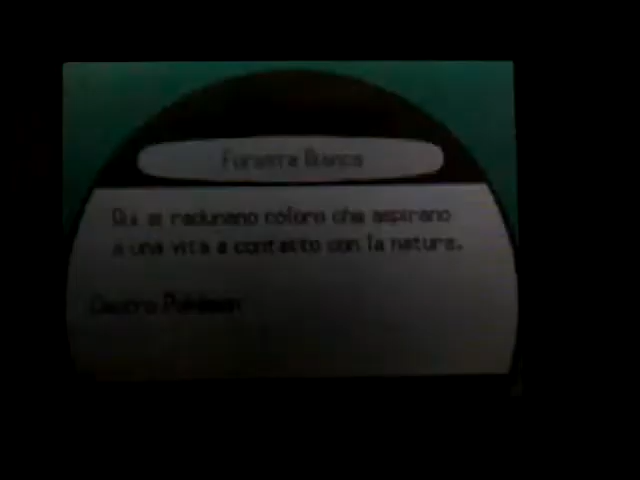 Foresta Bianca
Qui si radunano coloro che aspirano
a una vita a contatto con la natura.
Centro Pokémon